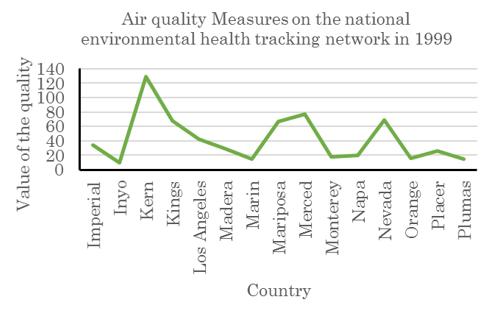 Air quality Measures on the national
environmental health tracking network in 1999
Value of the quality
140
120
100
80
60
40
20
0
Imperial
Inyo
Kern
Kings
Los Angeles
Madera
Marin
Mariposa
Merced
Monterey
Napa
Nevada
Orange
Placer
Plumas
Country